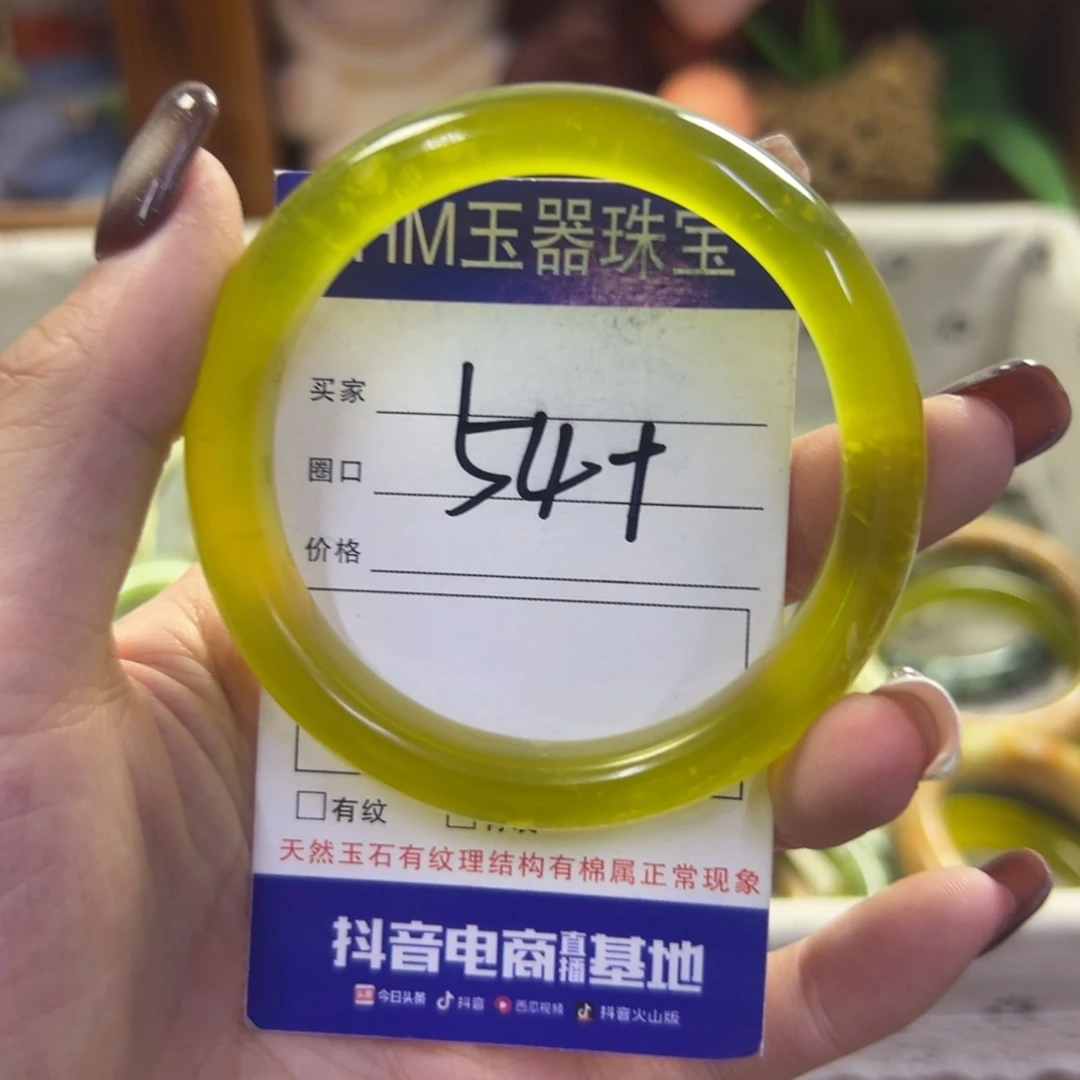 HM玉器珠宝
买家
圈口 54+
价格
有纹
天然玉石有纹理结构有棉属正常现象
抖音电商直播基地
头条 今日头条 抖音 西瓜视频 抖音火山版